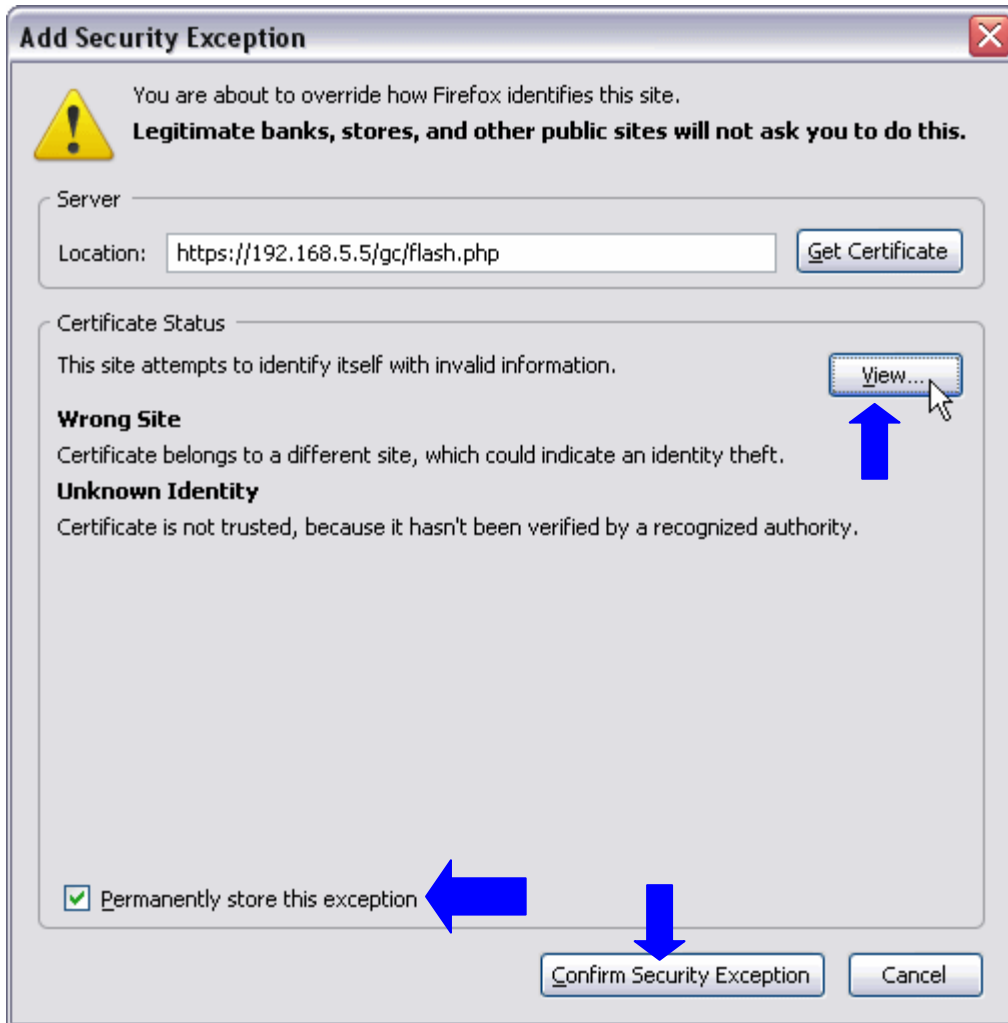 Add Security Exception
You are about to override how Firefox identifies this site.
Legitimate banks, stores, and other public sites will not ask you to do this.
Server
Location: https://192.168.5.5/gc/flash.php Get Certificate
Certificate Status
This site attempts to identify itself with invalid information.
View...
Wrong Site
Certificate belongs to a different site, which could indicate an identity theft.
Unknown Identity
Certificate is not trusted, because it hasn't been verified by a recognized authority.
Permanently store this exception
Confirm Security Exception Cancel